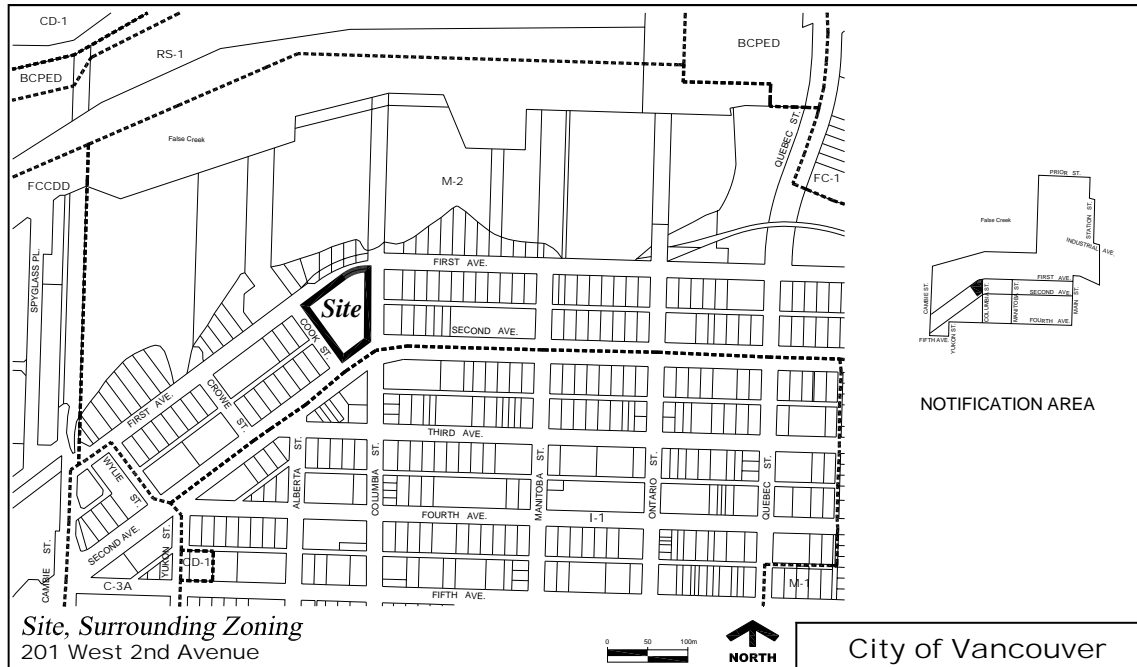 CD-1
RS-1
BCPED
BCPED
False Creek
QUEBEC ST.
FCCDD
M-2
FC-1
SPYGLASS PL.
FIRST AVE.
Site
COOK ST.
SECOND AVE.
CROWE ST.
FIRST AVE.
THIRD AVE.
WYLIE ST.
ALBERTA ST.
COLUMBIA ST.
MANITOBA ST.
ONTARIO ST.
QUEBEC ST.
FOURTH AVE.
I-1
SECOND AVE.
YUKON ST.
CD-1
CAMBIE ST.
C-3A
M-1
FIFTH AVE.
PRIOR ST.
False Creek
STATION ST.
INDUSTRIAL AVE.
CAMBIE ST.
FIRST AVE.
SECOND AVE.
COLUMBIA ST.
MANITOBA ST.
MAIN ST.
FOURTH AVE.
FIFTH AVE.
YUKON ST.
NOTIFICATION AREA
Site, Surrounding Zoning
201 West 2nd Avenue
0 50 100m
NORTH
City of Vancouver